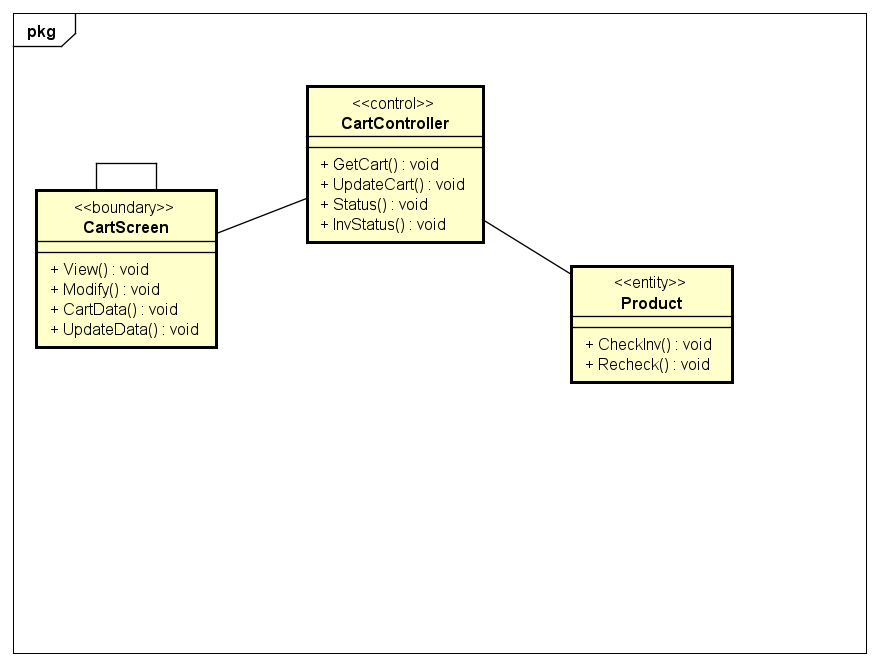 pkg
<<control>>
CartController
+ GetCart() : void
+ UpdateCart() : void
+ Status() : void
+ InvStatus() : void
<<boundary>>
CartScreen
+ View() : void
+ Modify() : void
+ CartData() : void
+ UpdateData() : void
<<entity>>
Product
+ CheckInv() : void
+ Recheck() : void